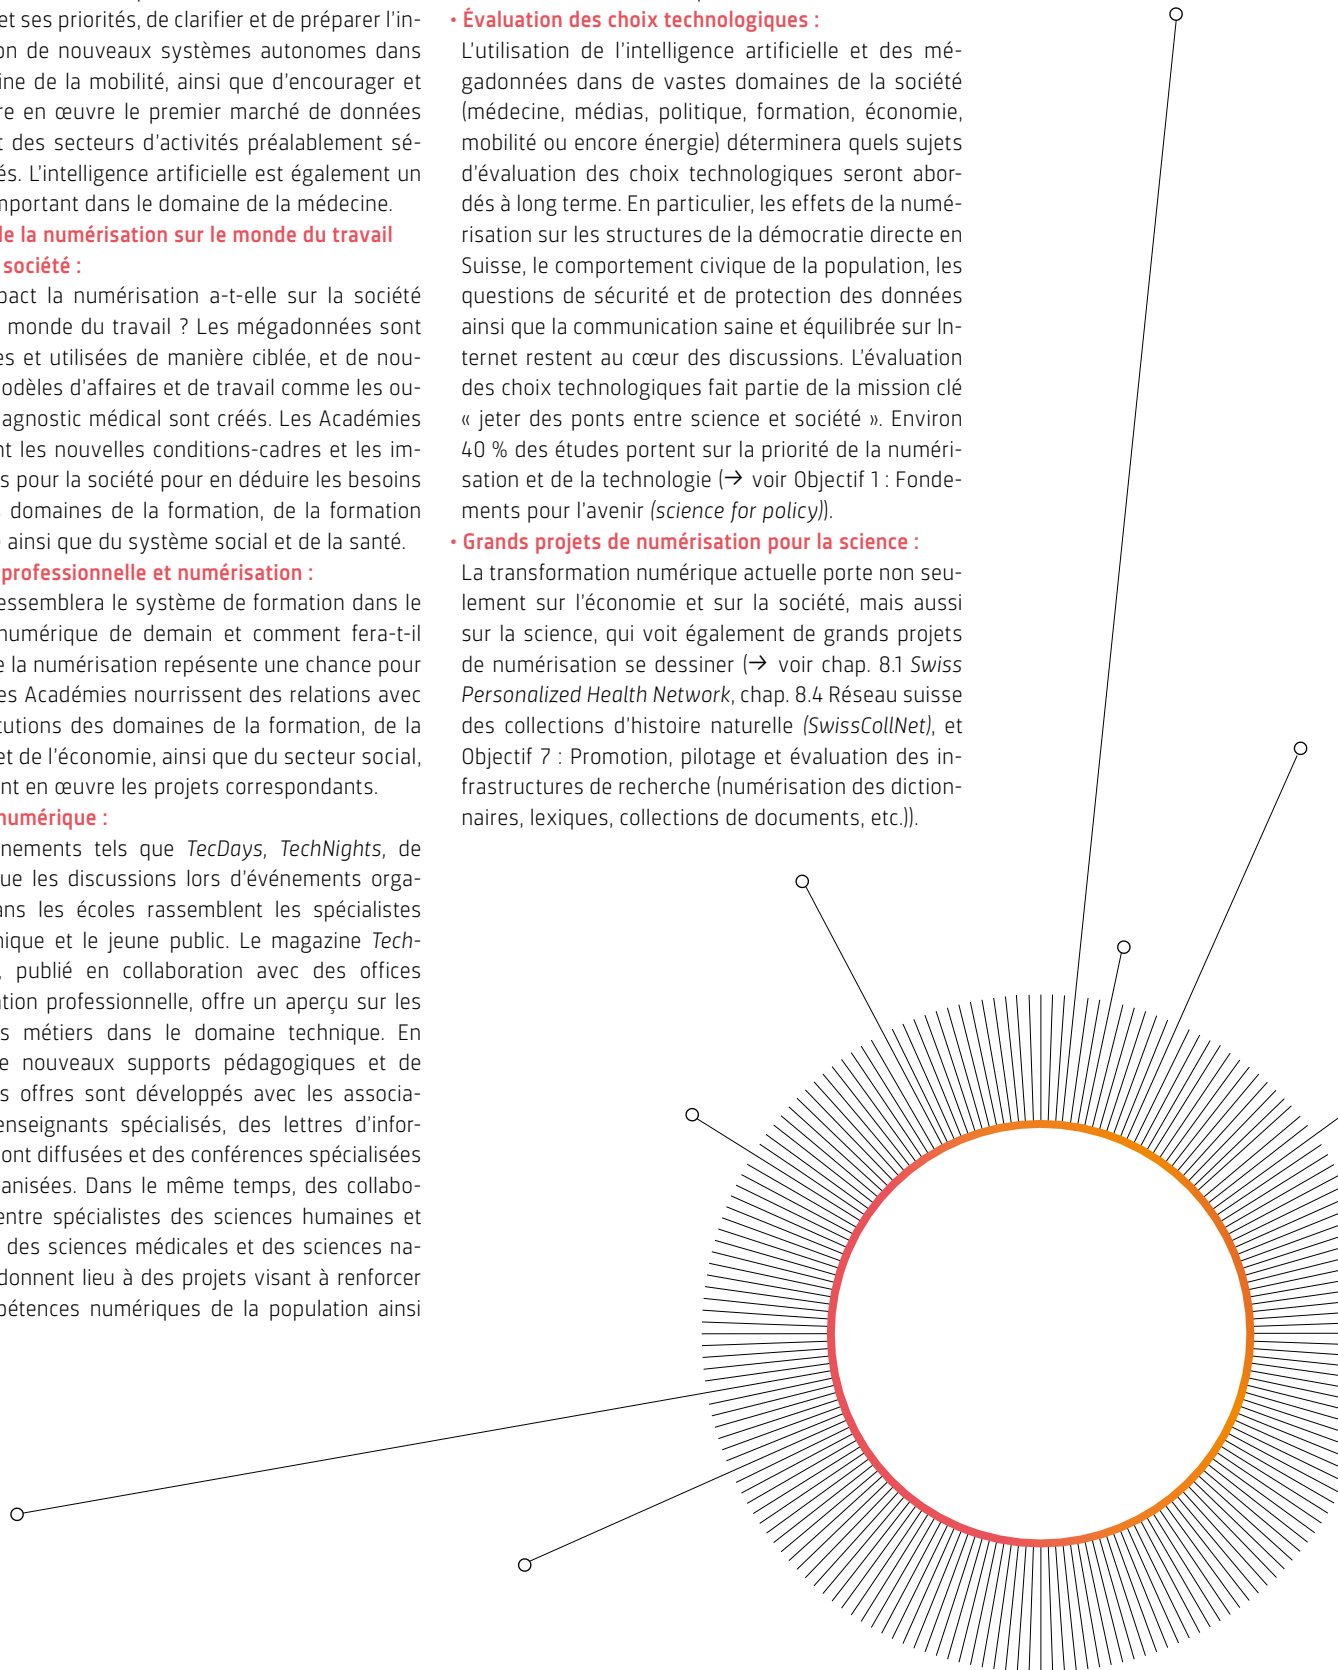 et ses priorités, de clarifier et de préparer l'in-
on de nouveaux systèmes autonomes dans
ine de la mobilité, ainsi que d'encourager et
re en œuvre le premier marché de données
t des secteurs d'activités préalablement sé-
és. L'intelligence artificielle est également un
mportant dans le domaine de la médecine.
de la numérisation sur le monde du travail
société :
pact la numérisation a-t-elle sur la société
monde du travail ? Les mégadonnées sont
es et utilisées de manière ciblée, et de nou-
odèles d'affaires et de travail comme les ou-
agnostic médical sont créés. Les Académies
nt les nouvelles conditions-cadres et les im-
s pour la société pour en déduire les besoins
domaines de la formation, de la formation
ainsi que du système social et de la santé.
professionnelle et numérisation :
essemblera le système de formation dans le
numérique de demain et comment fera-t-il
e la numérisation repésente une chance pour
es Académies nourrissent des relations avec
tutions des domaines de la formation, de la
et de l'économie, ainsi que du secteur social,
nt en œuvre les projets correspondants.
numérique :
nements tels que TecDays, TechNights, de
ue les discussions lors d'événements orga-
ans les écoles rassemblent les spécialistes
nique et le jeune public. Le magazine Tech-
, publié en collaboration avec des offices
ation professionnelle, offre un aperçu sur les
s métiers dans le domaine technique. En
e nouveaux supports pédagogiques et de
s offres sont développés avec les associa-
enseignants spécialisés, des lettres d'infor-
ont diffusées et des conférences spécialisées
anisées. Dans le même temps, des collabo-
entre spécialistes des sciences humaines et
des sciences médicales et des sciences na-
donnent lieu à des projets visant à renforcer
pétences numériques de la population ainsi
• Évaluation des choix technologiques :
L'utilisation de l'intelligence artificielle et des mé-
gadonnées dans de vastes domaines de la société
(médecine, médias, politique, formation, économie,
mobilité ou encore énergie) déterminera quels sujets
d'évaluation des choix technologiques seront abor-
dés à long terme. En particulier, les effets de la numé-
risation sur les structures de la démocratie directe en
Suisse, le comportement civique de la population, les
questions de sécurité et de protection des données
ainsi que la communication saine et équilibrée sur In-
ternet restent au cœur des discussions. L'évaluation
des choix technologiques fait partie de la mission clé
« jeter des ponts entre science et société ». Environ
40 % des études portent sur la priorité de la numéri-
sation et de la technologie (→ voir Objectif 1 : Fonde-
ments pour l'avenir (science for policy)).
• Grands projets de numérisation pour la science :
La transformation numérique actuelle porte non seu-
lement sur l'économie et sur la société, mais aussi
sur la science, qui voit également de grands projets
de numérisation se dessiner (→ voir chap. 8.1 Swiss
Personalized Health Network, chap. 8.4 Réseau suisse
des collections d'histoire naturelle (SwissCollNet), et
Objectif 7 : Promotion, pilotage et évaluation des in-
frastructures de recherche (numérisation des diction-
naires, lexiques, collections de documents, etc.)).